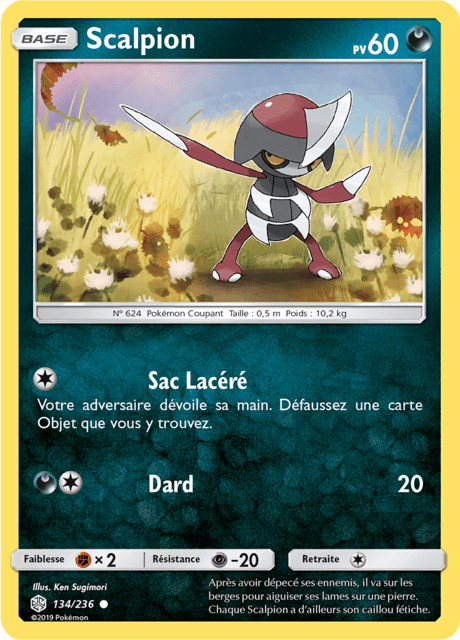 BASE Scalpion PV60
N° 624 Pokémon Coupant Taille : 0,5 m Poids : 10,2 kg
Sac Lacéré
Votre adversaire dévoile sa main. Défaussez une carte
Objet que vous y trouvez.
Dard 20
Faiblesse ×2 Résistance -20 Retraite
Illus. Ken Sugimori
134/236
©2019 Pokémon
Après avoir dépecé ses ennemis, il va sur les
berges pour aiguiser ses lames sur une pierre.
Chaque Scalpion a d'ailleurs son caillou fétiche.